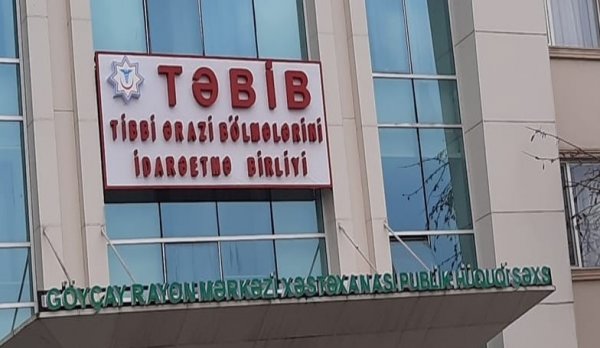 TƏBİB
TİBBİ ƏRAZİ BÖLMƏLƏRİNİ
İDARƏETMƏ BİRLİYİ
GÖYÇAY RAYON MƏRKƏZİ XƏSTƏXANASI PUBLİK HÜQUQİ ŞƏXS